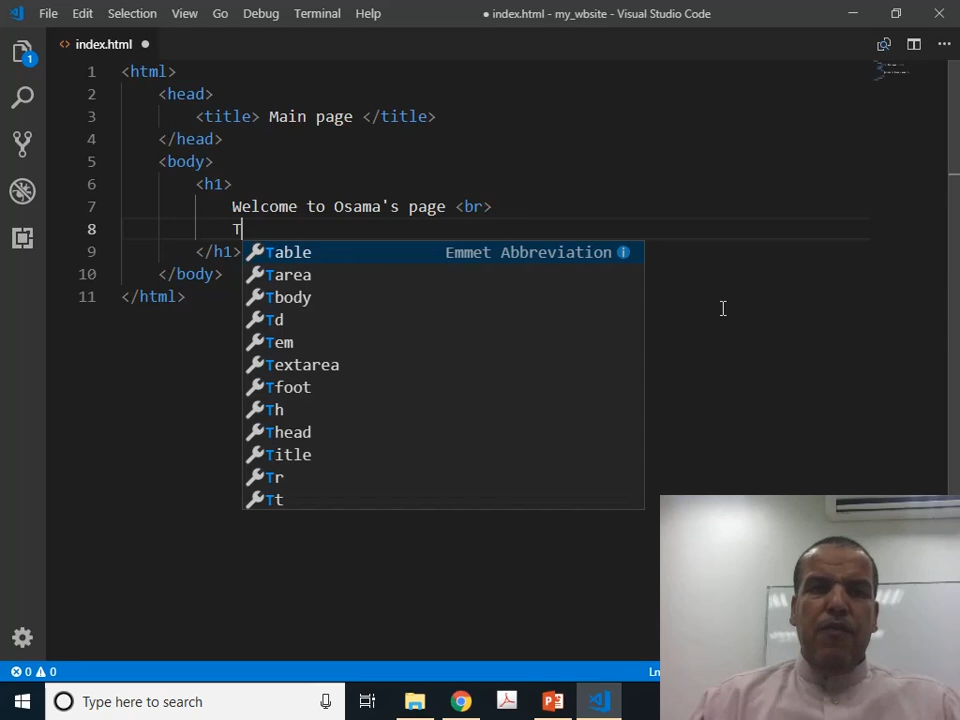 File Edit Selection View Go Debug Terminal Help
● index.html - my_wbsite - Visual Studio Code
<> index.html ●
1 <html>
2 <head>
3 <title> Main page </title>
4 </head>
5 <body>
6 <h1>
7 Welcome to Osama's page <br>
8 T
9 </h1>
10 </body>
11 </html>
Table Emmet Abbreviation
Tarea
Tbody
Td
Tem
Textarea
Tfoot
Th
Thead
Title
Tr
Tt
1
0 0
Ln
Type here to search